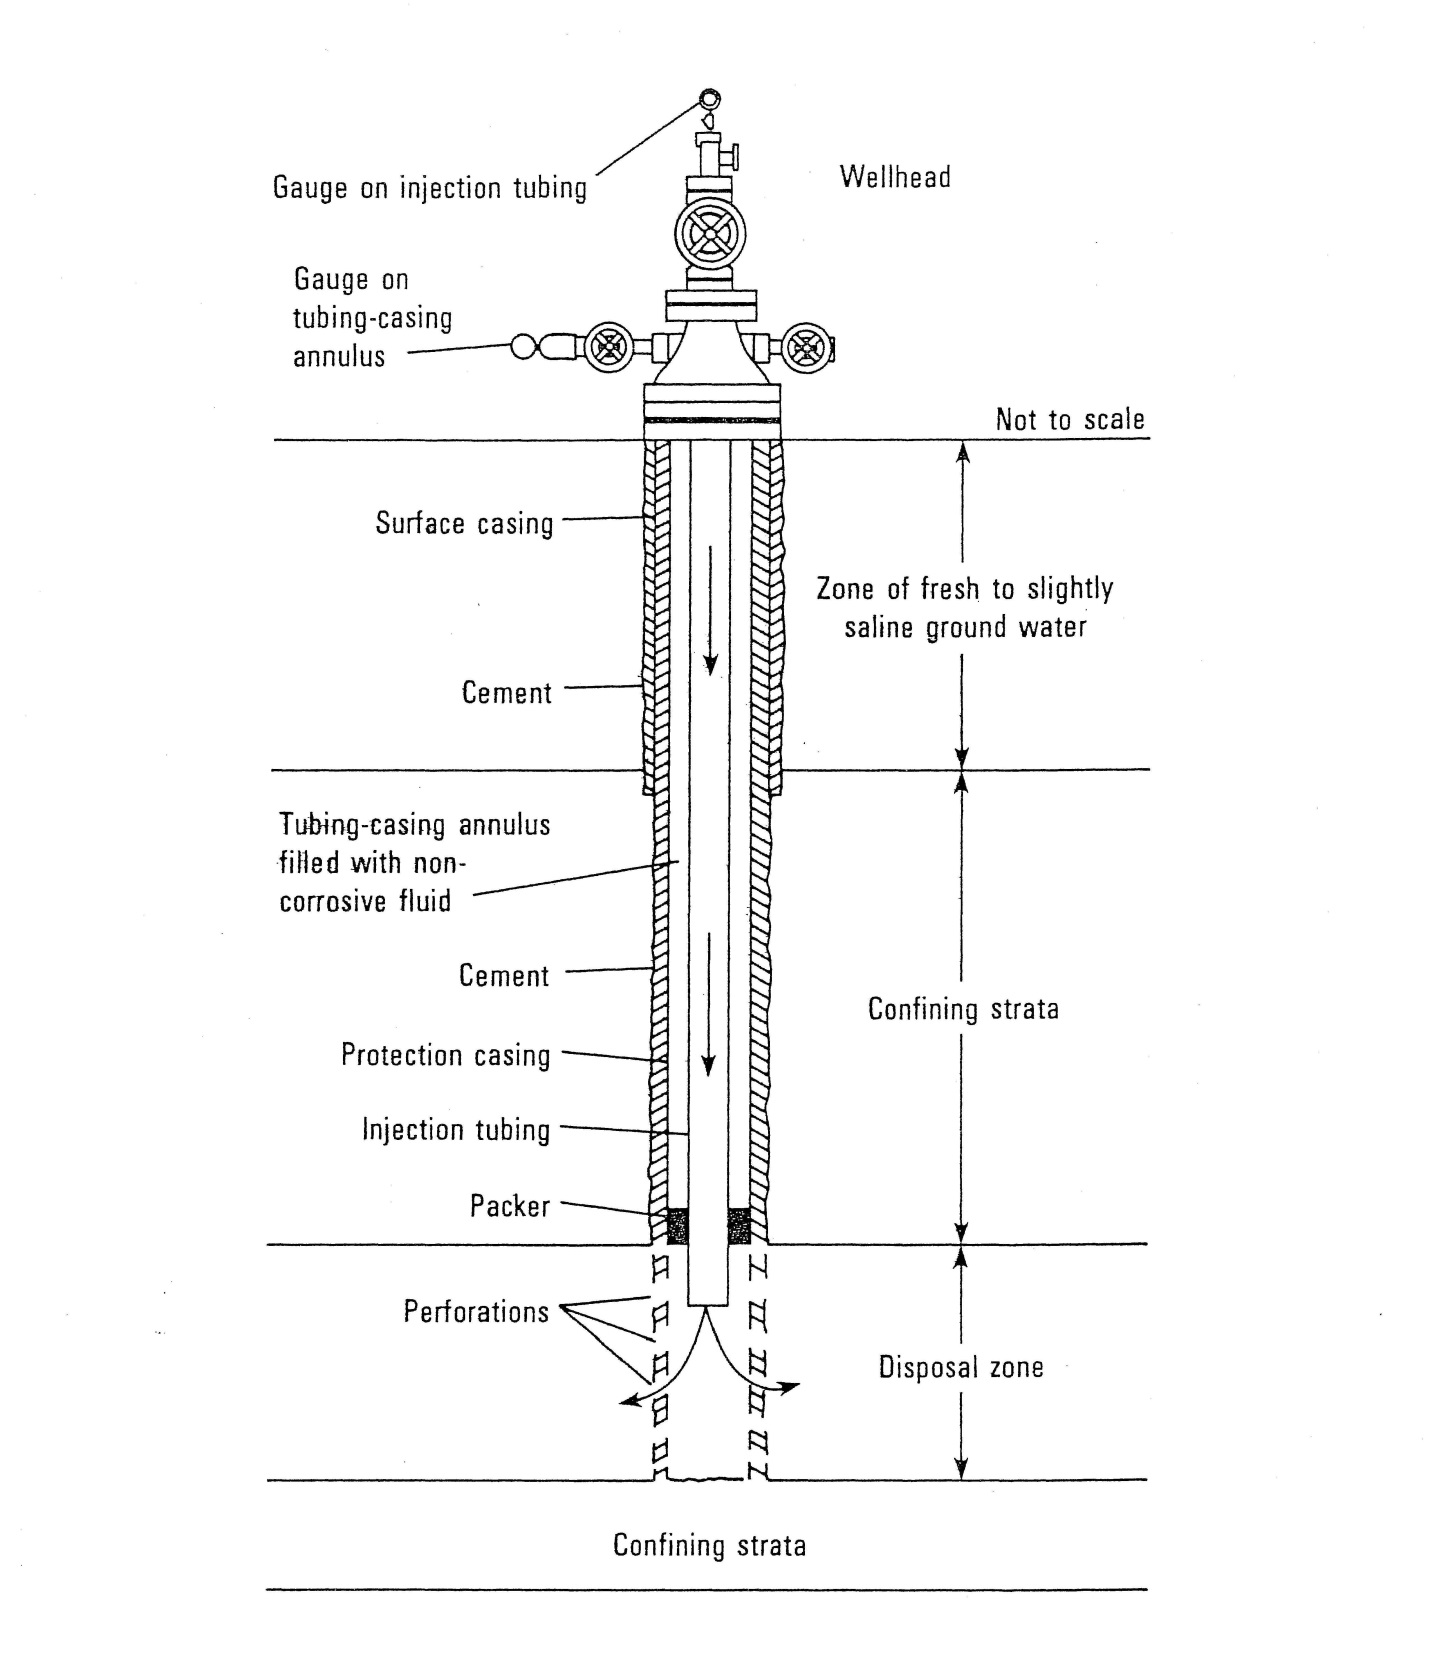 Gauge on injection tubing
Wellhead
Gauge on
tubing-casing
annulus
Not to scale
Surface casing
Zone of fresh to slightly
saline ground water
Cement
Tubing-casing annulus
filled with non-
corrosive fluid
Cement
Confining strata
Protection casing
Injection tubing
Packer
Perforations
Disposal zone
Confining strata